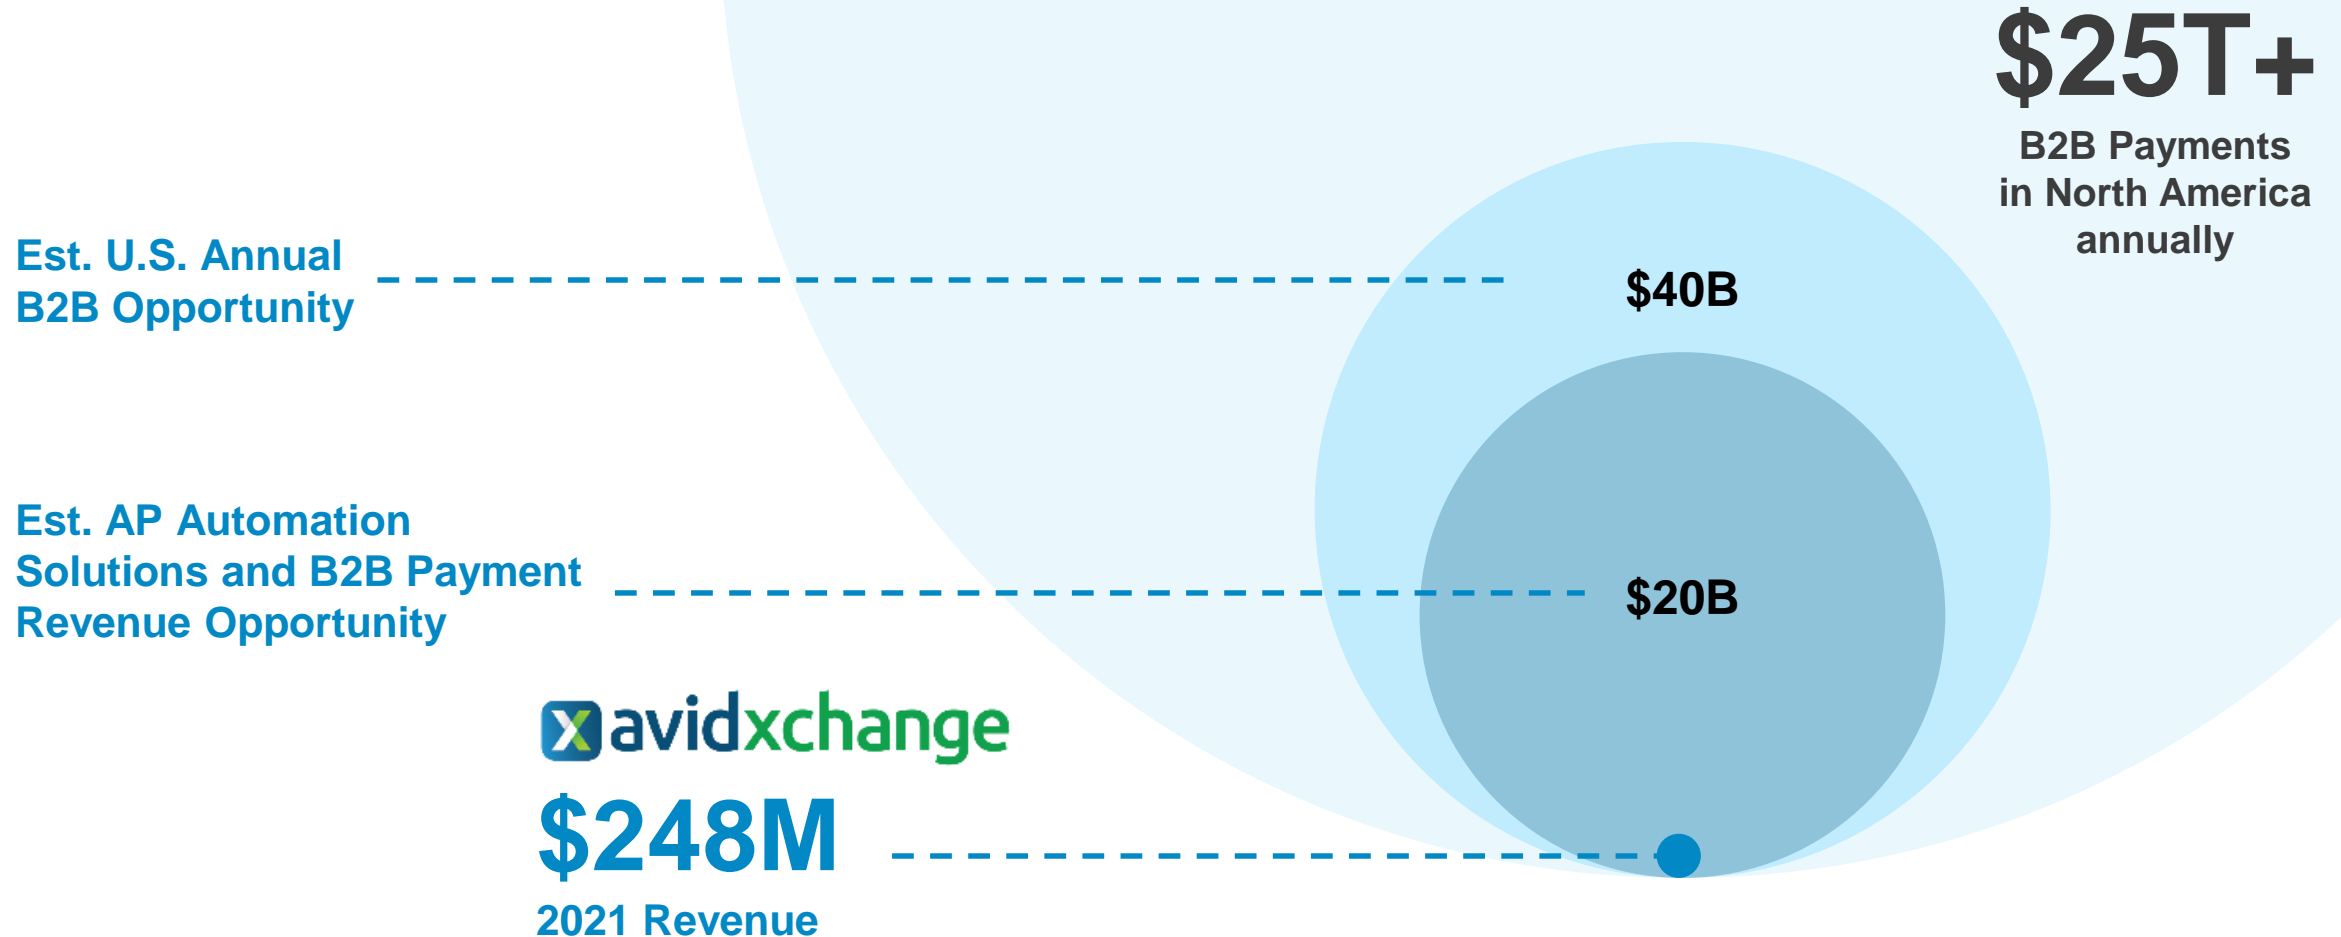 $25T+
B2B Payments
in North America
annually
Est. U.S. Annual
B2B Opportunity
$40B
Est. AP Automation
Solutions and B2B Payment
Revenue Opportunity
$20B
avidxchange
$248M
2021 Revenue